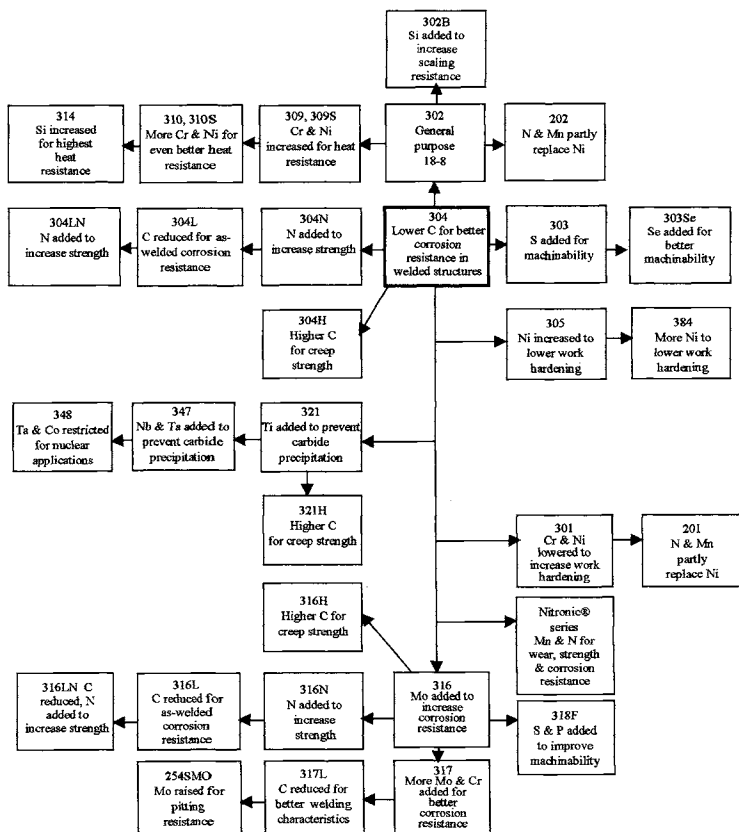 302B
Si added to
increase
scaling
resistance
314
Si increased
for highest
heat
resistance
310, 310S
More Cr & Ni for
even better heat
resistance
309, 309S
Cr & Ni
increased for heat
resistance
302
General
purpose
18-8
202
N & Mn partly
replace Ni
304LN
N added to
increase strength
304L
C reduced for as-
welded corrosion
resistance
304N
N added to
increase strength
304
Lower C for better
corrosion
resistance in
welded structures
303
S added for
machinability
303Se
Se added for
better
machinability
304H
Higher C
for creep
strength
305
Ni increased to
lower work
hardening
384
More Ni to
lower work
hardening
348
Ta & Co restricted
for nuclear
applications
347
Nb & Ta added to
prevent carbide
precipitation
321
Ti added to prevent
carbide
precipitation
321H
Higher C
for creep strength
301
Cr & Ni
lowered to
increase work
hardening
201
N & Mn
partly
replace Ni
316H
Higher C for
creep strength
Nitronic®
series
Mn & N for
wear, strength
& corrosion
resistance
316LN C
reduced, N
added to
increase strength
316L
C reduced for
as-welded
corrosion
resistance
316N
N added to
increase strength
316
Mo added to
increase
corrosion
resistance
318F
S & P added
to improve
machinability
254SMO
Mo raised for
pitting
resistance
317L
C reduced for
better welding
characteristics
317
More Mo & Cr
added for
better
corrosion
resistance